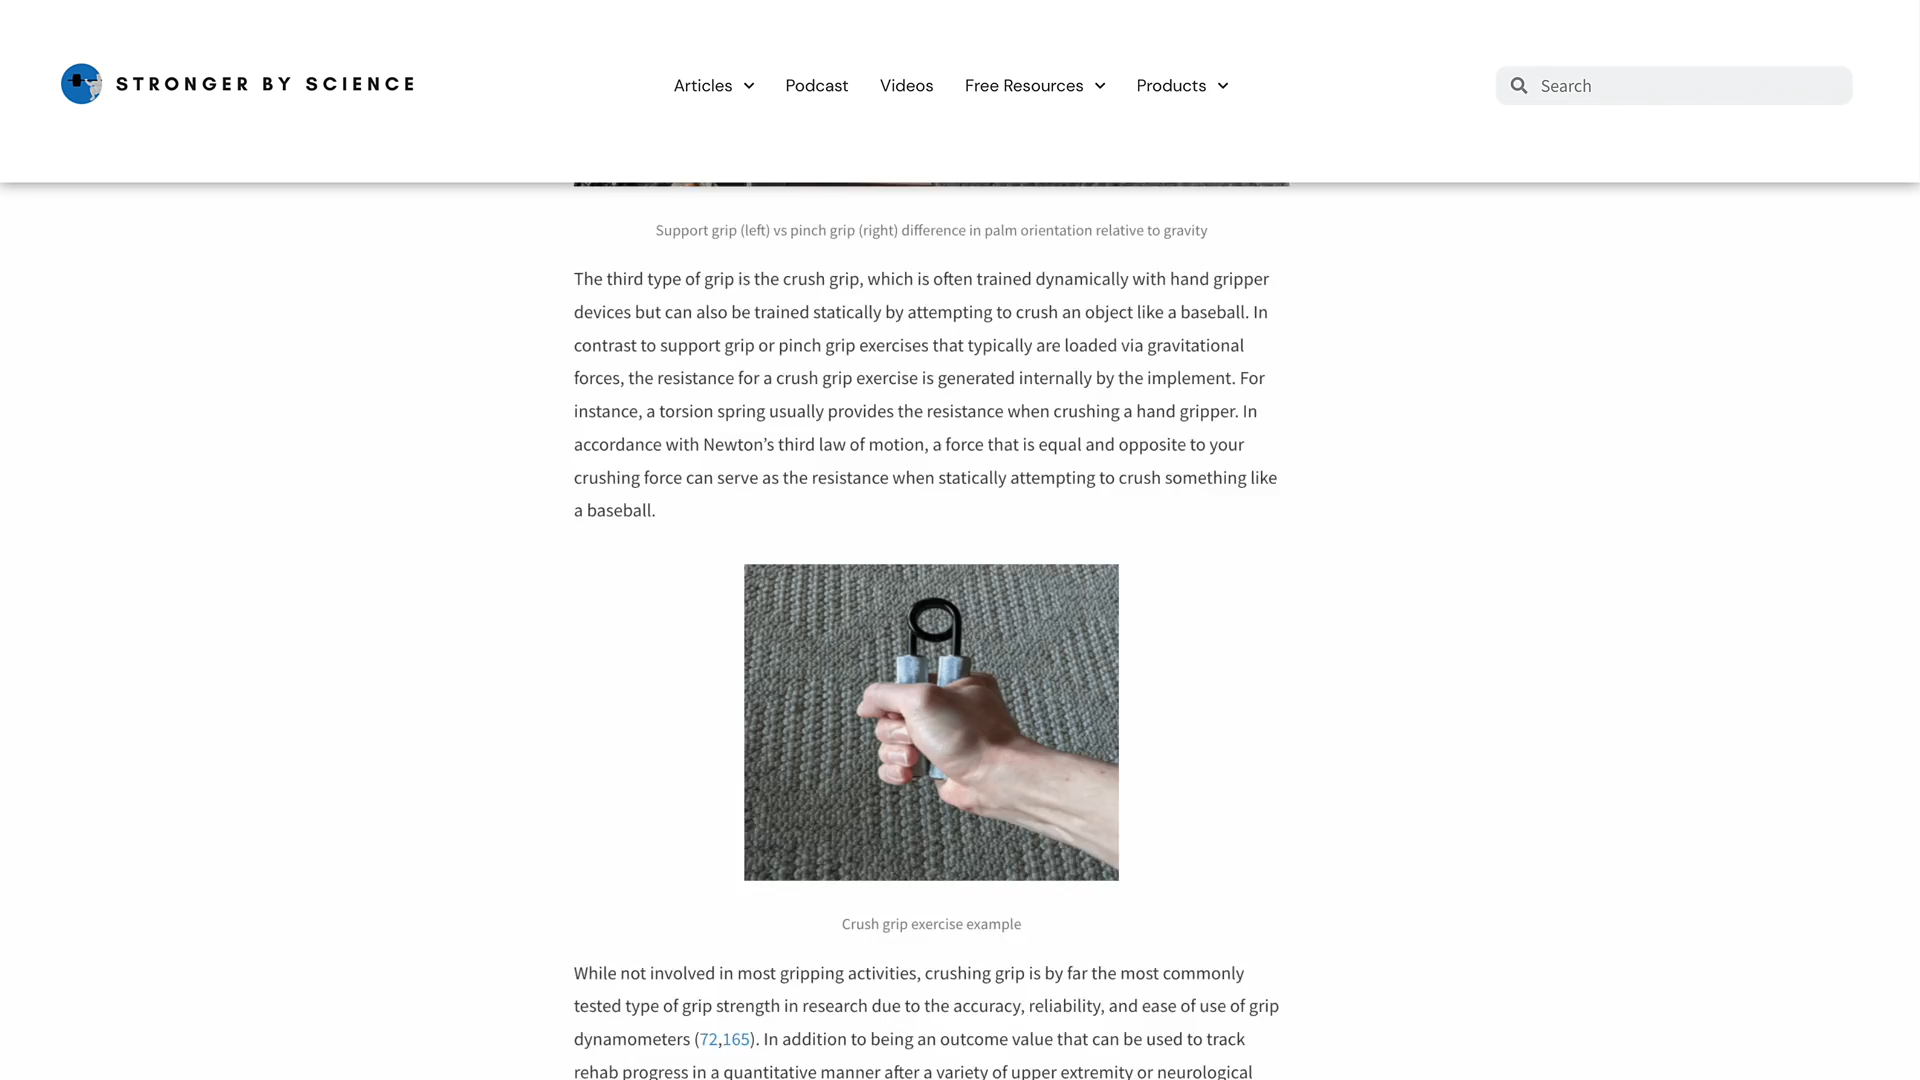 STRONGER BY SCIENCE
Articles
Podcast
Videos
Free Resources
Products
Search
Support grip (left) vs pinch grip (right) difference in palm orientation relative to gravity
The third type of grip is the crush grip, which is often trained dynamically with hand gripper
devices but can also be trained statically by attempting to crush an object like a baseball. In
contrast to support grip or pinch grip exercises that typically are loaded via gravitational
forces, the resistance for a crush grip exercise is generated internally by the implement. For
instance, a torsion spring usually provides the resistance when crushing a hand gripper. In
accordance with Newton’s third law of motion, a force that is equal and opposite to your
crushing force can serve as the resistance when statically attempting to crush something like
a baseball.
Crush grip exercise example
While not involved in most gripping activities, crushing grip is by far the most commonly
tested type of grip strength in research due to the accuracy, reliability, and ease of use of grip
dynamometers (72,165). In addition to being an outcome value that can be used to track
rehab progress in a quantitative manner after a variety of upper extremity or neurological